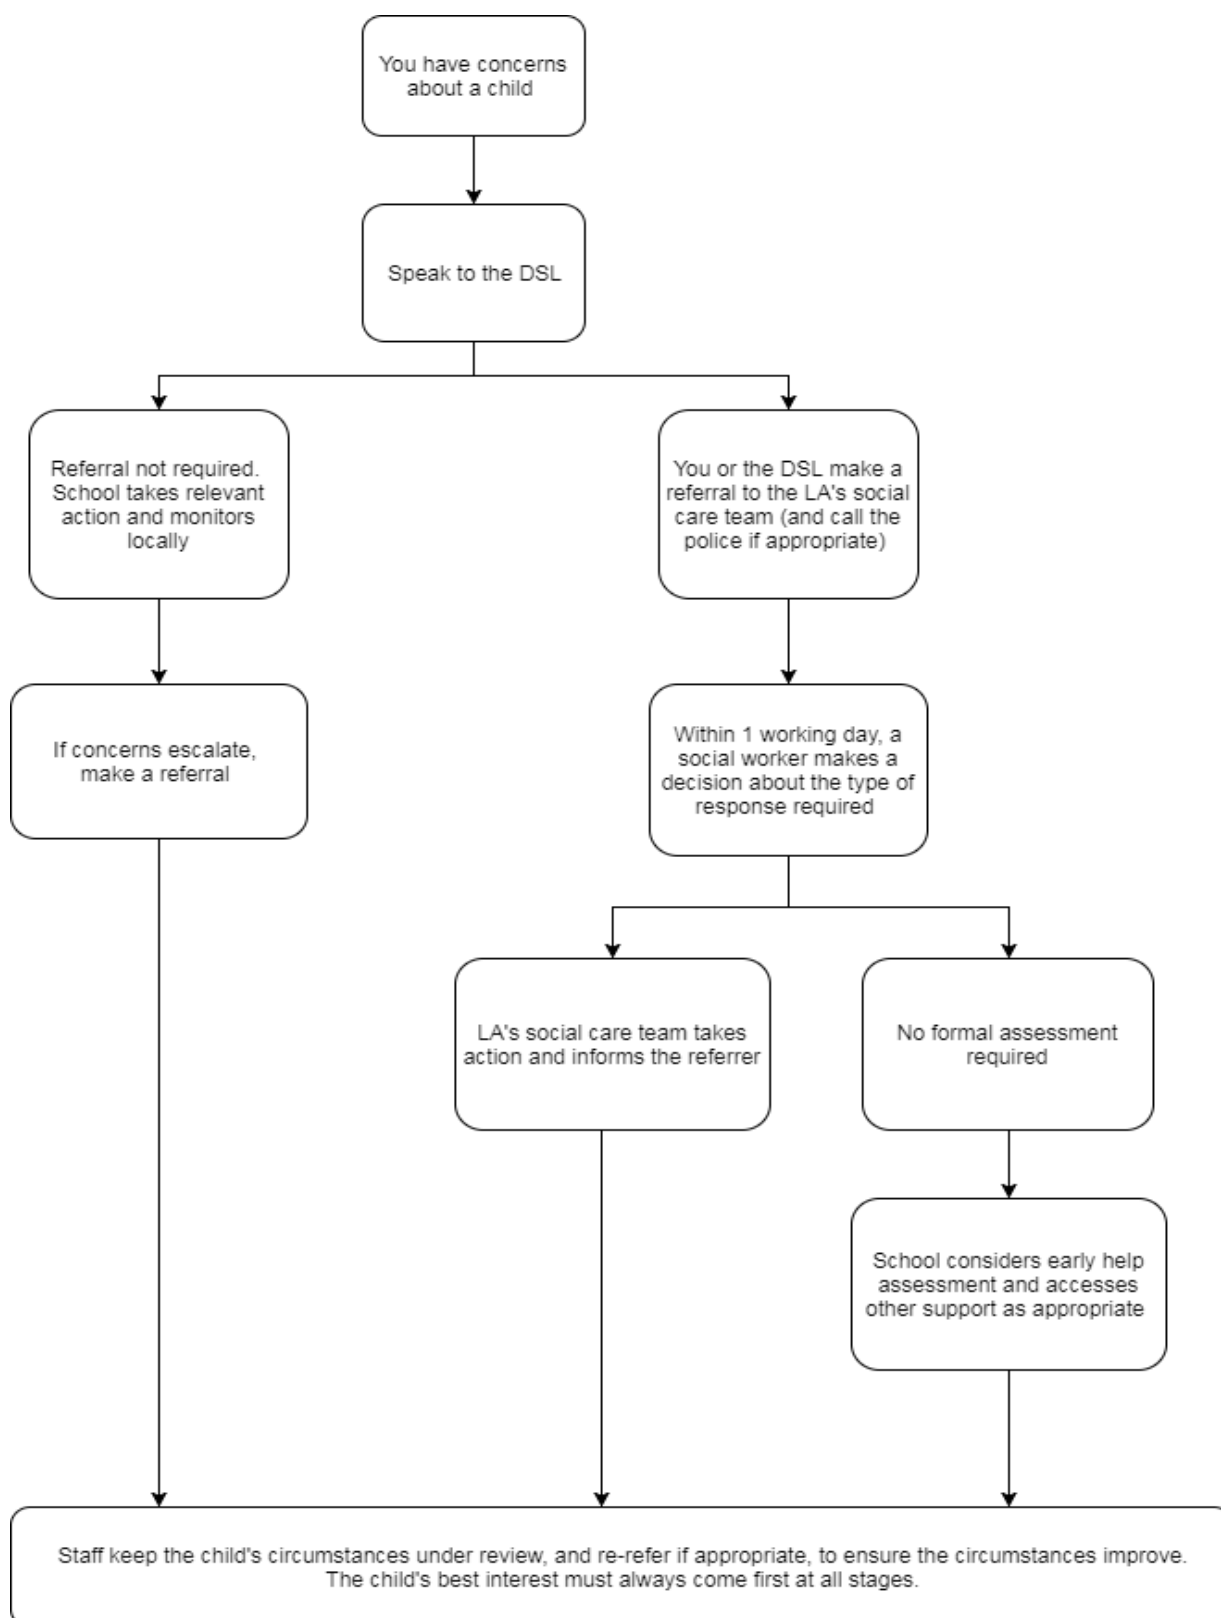 You have concerns
about a child
Speak to the DSL
Referral not required.
School takes relevant
action and monitors
locally
You or the DSL make a
referral to the LA's social
care team (and call the
police if appropriate)
If concerns escalate,
make a referral
Within 1 working day, a
social worker makes a
decision about the type of
response required
LA's social care team takes
action and informs the referrer
No formal assessment
required
School considers early help
assessment and accesses
other support as appropriate
Staff keep the child's circumstances under review, and re-refer if appropriate, to ensure the circumstances improve.
The child's best interest must always come first at all stages.